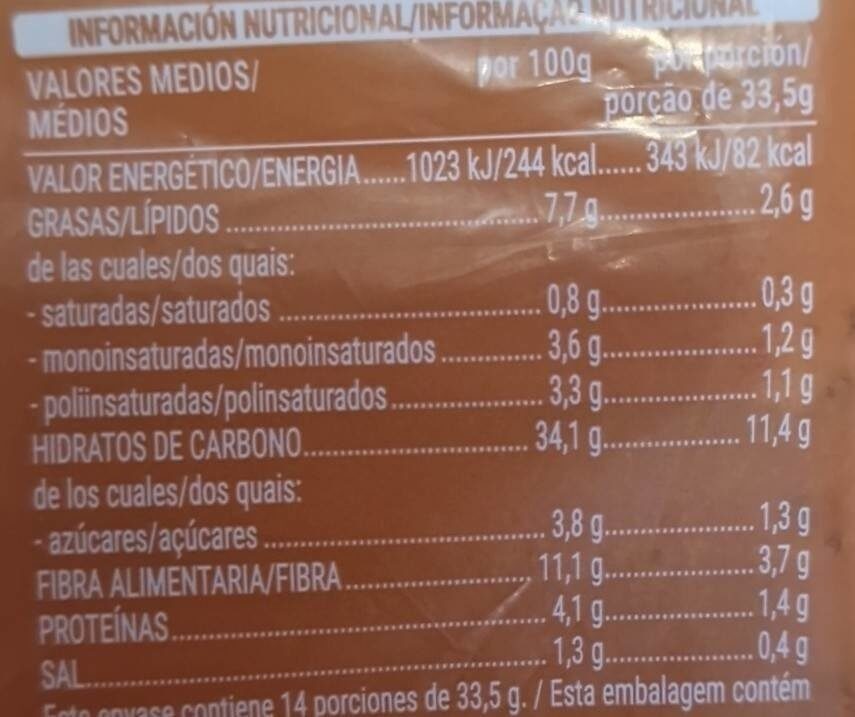 INFORMACIÓN NUTRICIONAL/INFORMAÇÃO NUTRICIONAL
VALORES MEDIOS/ por 100g por porción/
MÉDIOS porção de 33,5g
VALOR ENERGÉTICO/ENERGIA......1023 kJ/244 kcal...... 343 kJ/82 kcal
GRASAS/LÍPIDOS ........ 7,7 g........ 2,6 g
de las cuales/dos quais:
- saturadas/saturados ........ 0,8 g........ 0,3 g
- monoinsaturadas/monoinsaturados ........ 3,6 g........ 1,2 g
- poliinsaturadas/polinsaturados ........ 3,3 g........ 1,1 g
HIDRATOS DE CARBONO........ 34,1 g........ 11,4 g
de los cuales/dos quais:
- azúcares/açúcares ........ 3,8 g........ 1,3 g
FIBRA ALIMENTARIA/FIBRA ........ 11,1 g........ 3,7 g
PROTEÍNAS........ 4,1 g........ 1,4 g
SAL........ 1,3 g........ 0,4 g
Este envase contiene 14 porciones de 33,5 g. / Esta embalagem contém